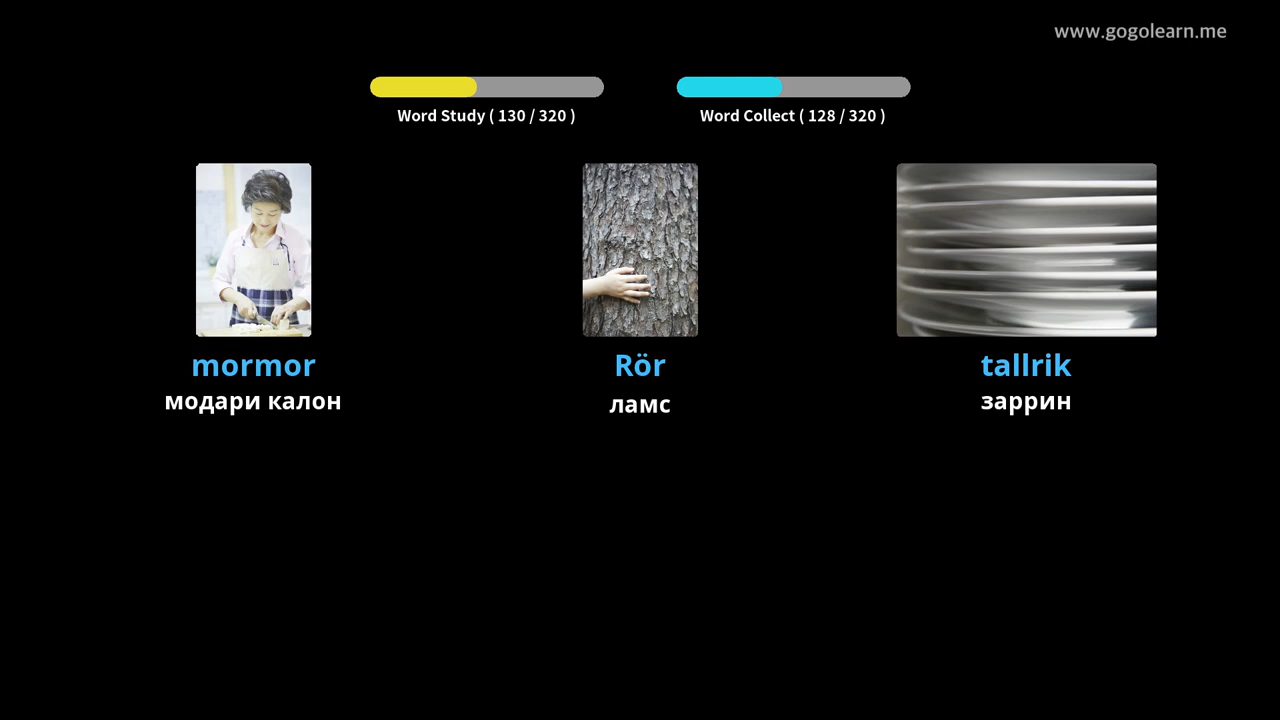 www.gogolearn.me
Word Study ( 130 / 320 )
Word Collect ( 128 / 320 )
mormor
Rör
tallrik
модари калон
ламс
заррин